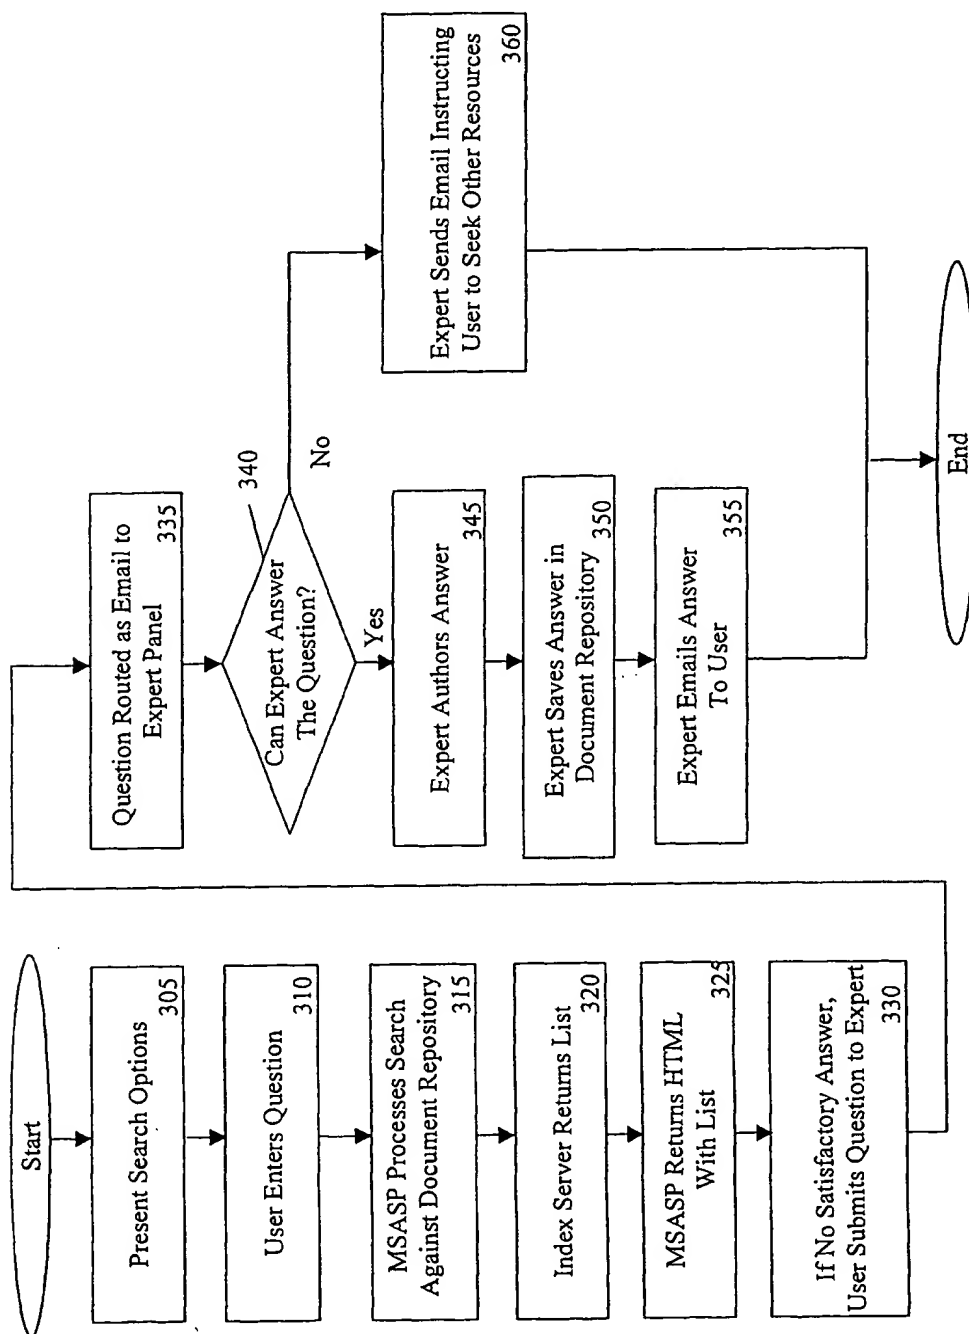 Start
Present Search Options
305
User Enters Question
310
MSASP Processes Search
Against Document Repository
315
Index Server Returns List
320
MSASP Returns HTML
With List
325
If No Satisfactory Answer,
User Submits Question to Expert
330
Question Routed as Email to
Expert Panel
335
Can Expert Answer
The Question?
340
Yes
No
Expert Authors Answer
345
Expert Saves Answer in
Document Repository
350
Expert Emails Answer
To User
355
Expert Sends Email Instructing
User to Seek Other Resources
360
End